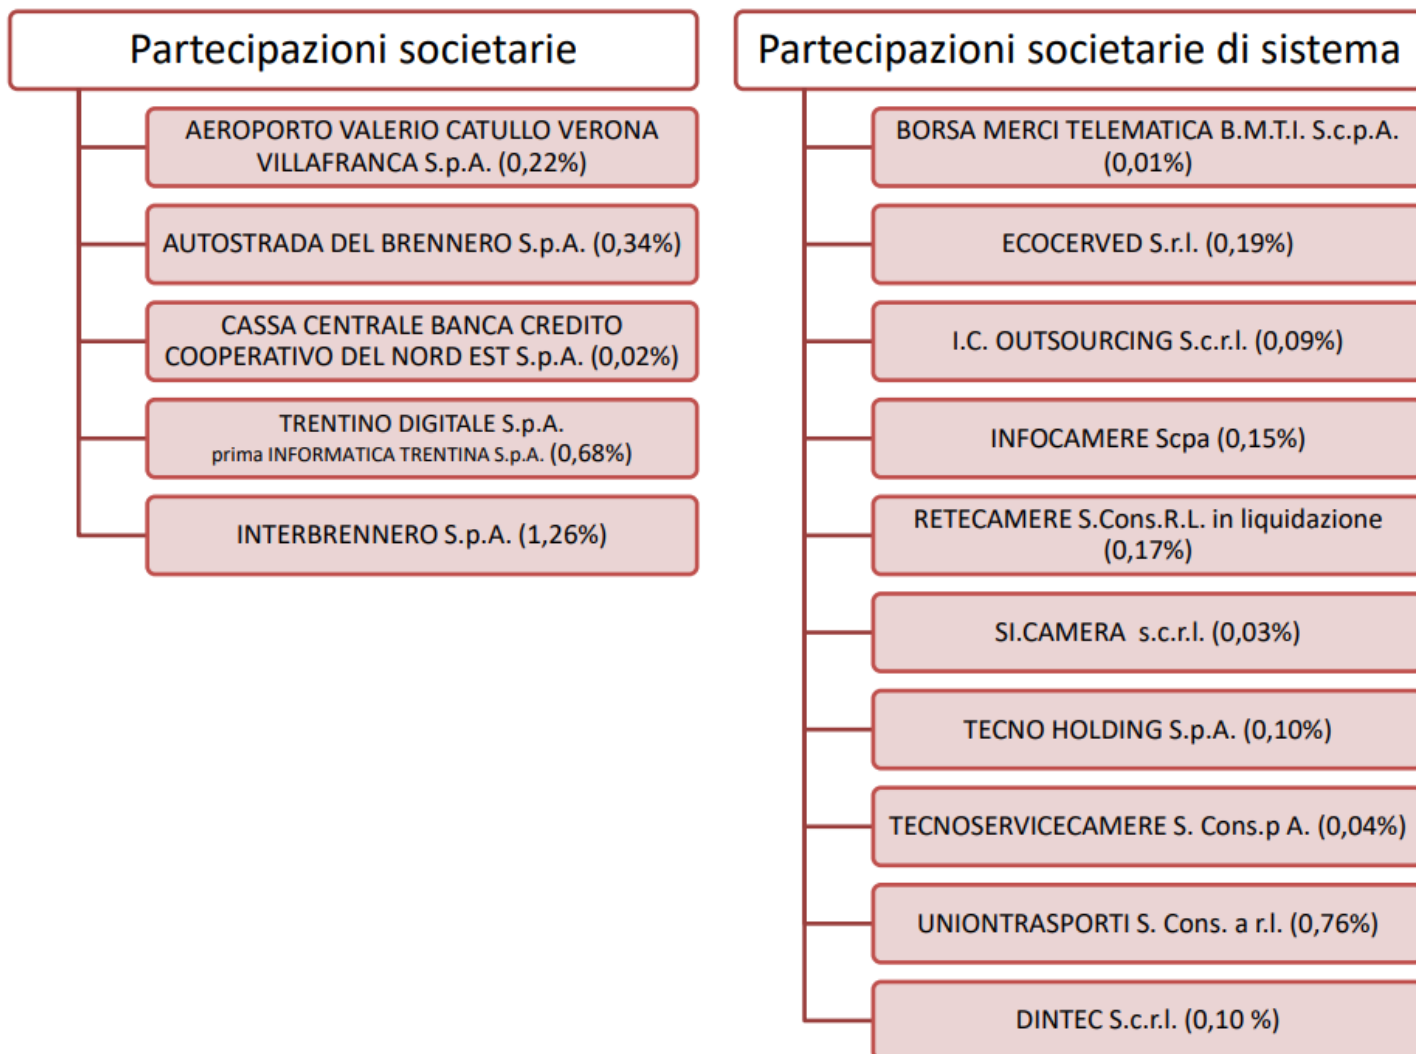 Partecipazioni societarie
AEROPORTO VALERIO CATULLO VERONA
VILLAFRANCA S.p.A. (0,22%)
AUTOSTRADA DEL BRENNERO S.p.A. (0,34%)
CASSA CENTRALE BANCA CREDITO
COOPERATIVO DEL NORD EST S.p.A. (0,02%)
TRENTINO DIGITALE S.p.A.
prima INFORMATICA TRENTINA S.p.A. (0,68%)
INTERBRENNERO S.p.A. (1,26%)
Partecipazioni societarie di sistema
BORSA MERCI TELEMATICA B.M.T.I. S.c.p.A.
(0,01%)
ECOCERVED S.r.l. (0,19%)
I.C. OUTSOURCING S.c.r.l. (0,09%)
INFOCAMERE Scpa (0,15%)
RETECAMERE S.Cons.R.L. in liquidazione
(0,17%)
SI.CAMERA s.c.r.l. (0,03%)
TECNO HOLDING S.p.A. (0,10%)
TECNOSERVICECAMERE S. Cons.p A. (0,04%)
UNIONTRASPORTI S. Cons. a r.l. (0,76%)
DINTEC S.c.r.l. (0,10 %)